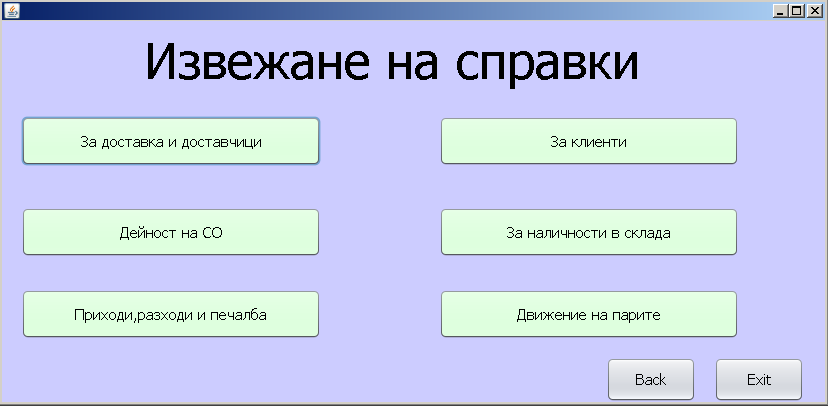 Извежане на справки
За доставка и доставчици
За клиенти
Дейност на СО
За наличности в склада
Приходи,разходи и печалба
Движение на парите
Back
Exit